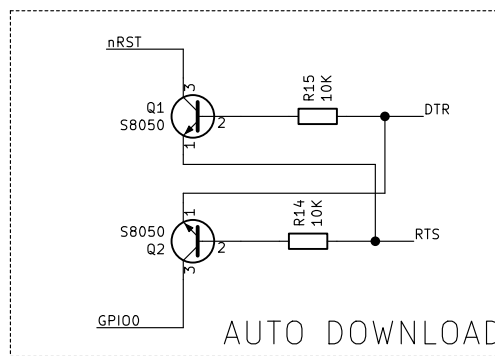 nRST
3
Q1
S8050
2
1
R15
10K
DTR
1
S8050
Q2
2
3
R14
10K
RTS
GPIO0
AUTO DOWNLOAD